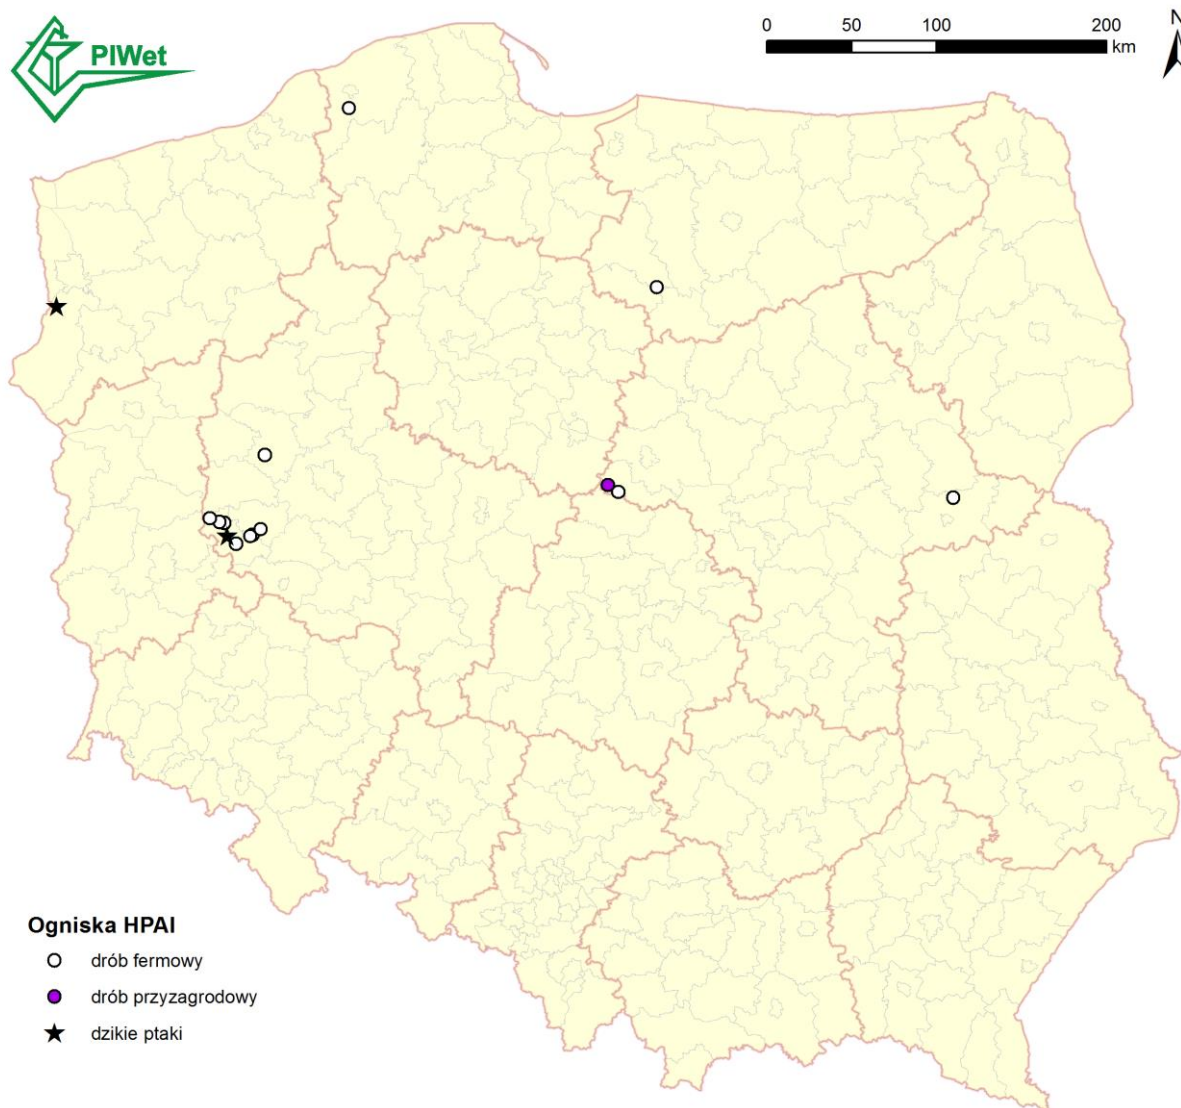 PIWet
0 50 100 200
km
N
Ogniska HPAI
drób fermowy
drób przyzagrodowy
dzikie ptaki